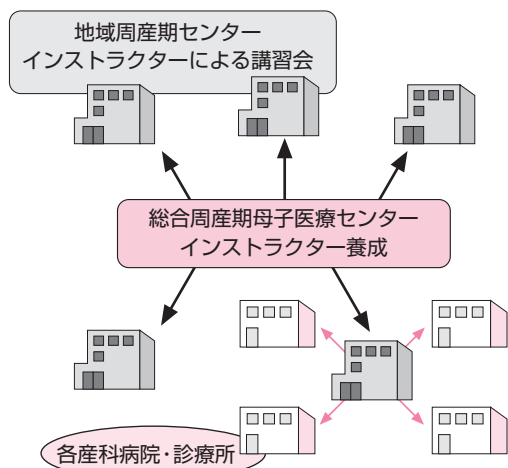 地域周産期センター
インストラクターによる講習会
総合周産期母子医療センター
インストラクター養成
各産科病院・診療所